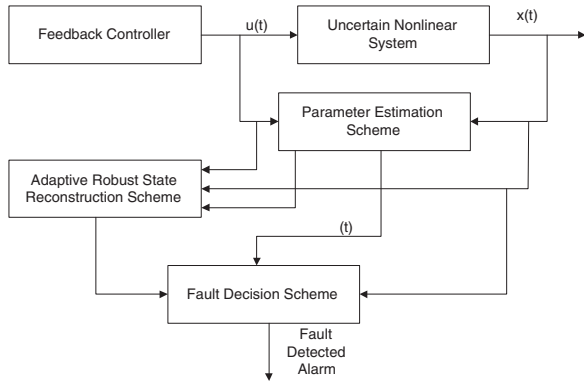 Feedback Controller
u(t)
Uncertain Nonlinear
System
x(t)
Parameter Estimation
Scheme
Adaptive Robust State
Reconstruction Scheme
(t)
Fault Decision Scheme
Fault
Detected
Alarm